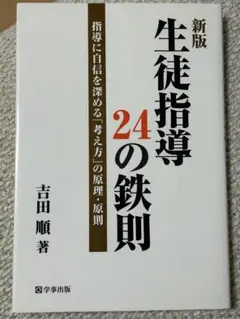 新版
生徒指導
24の鉄則
指導に自信を深める「考え方」の原理・原則
吉田 順 著
学事出版